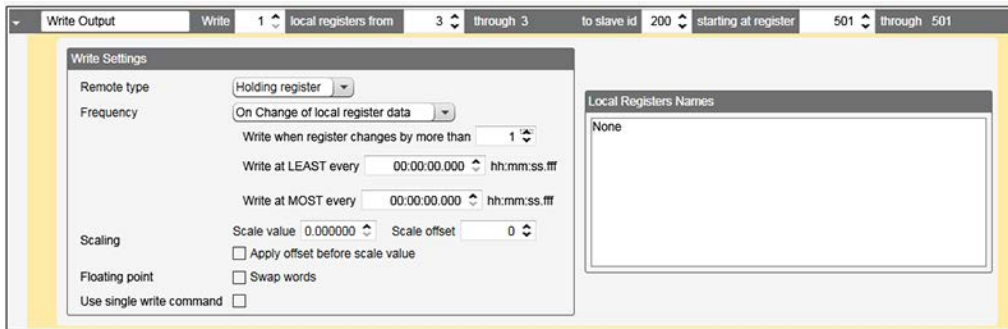 Write Output Write 1 local registers from 3 through 3 to slave id 200 starting at register 501 through 501
Write Settings
Remote type Holding register
Frequency On Change of local register data
Write when register changes by more than 1
Write at LEAST every 00:00:00.000 hh:mm:ss.fff
Write at MOST every 00:00:00.000 hh:mm:ss.fff
Scaling Scale value 0.000000 Scale offset 0
Apply offset before scale value
Floating point Swap words
Use single write command
Local Registers Names
None